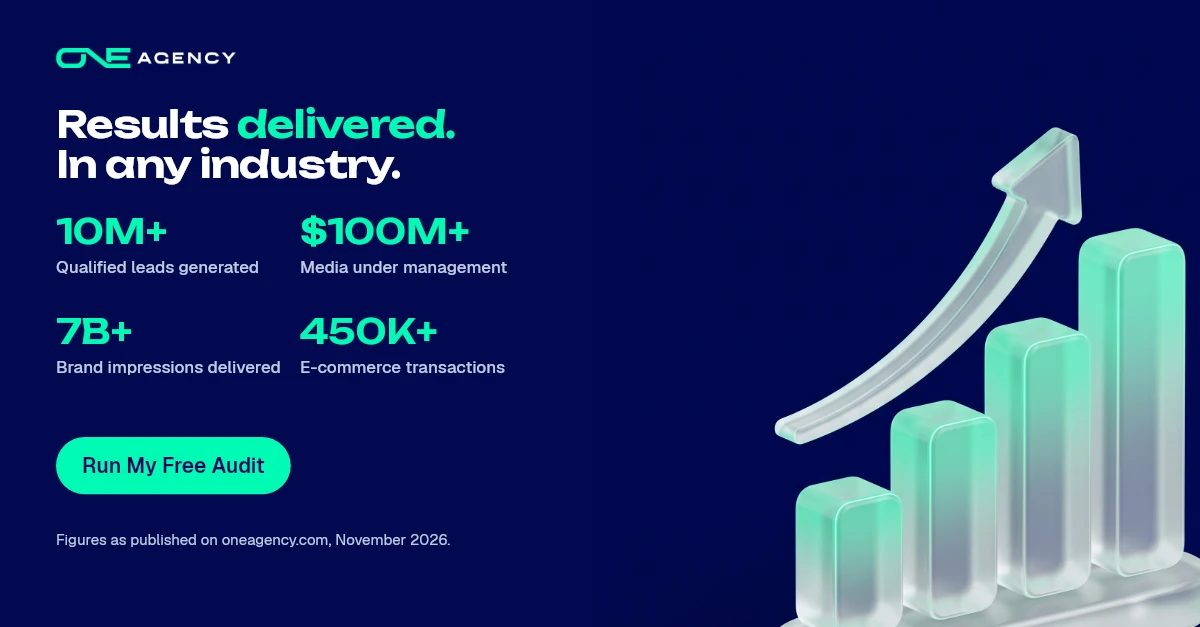 ONE AGENCY
Results delivered.
In any industry.
10M+
Qualified leads generated
$100M+
Media under management
7B+
Brand impressions delivered
450K+
E-commerce transactions
Run My Free Audit
Figures as published on oneagency.com, November 2026.